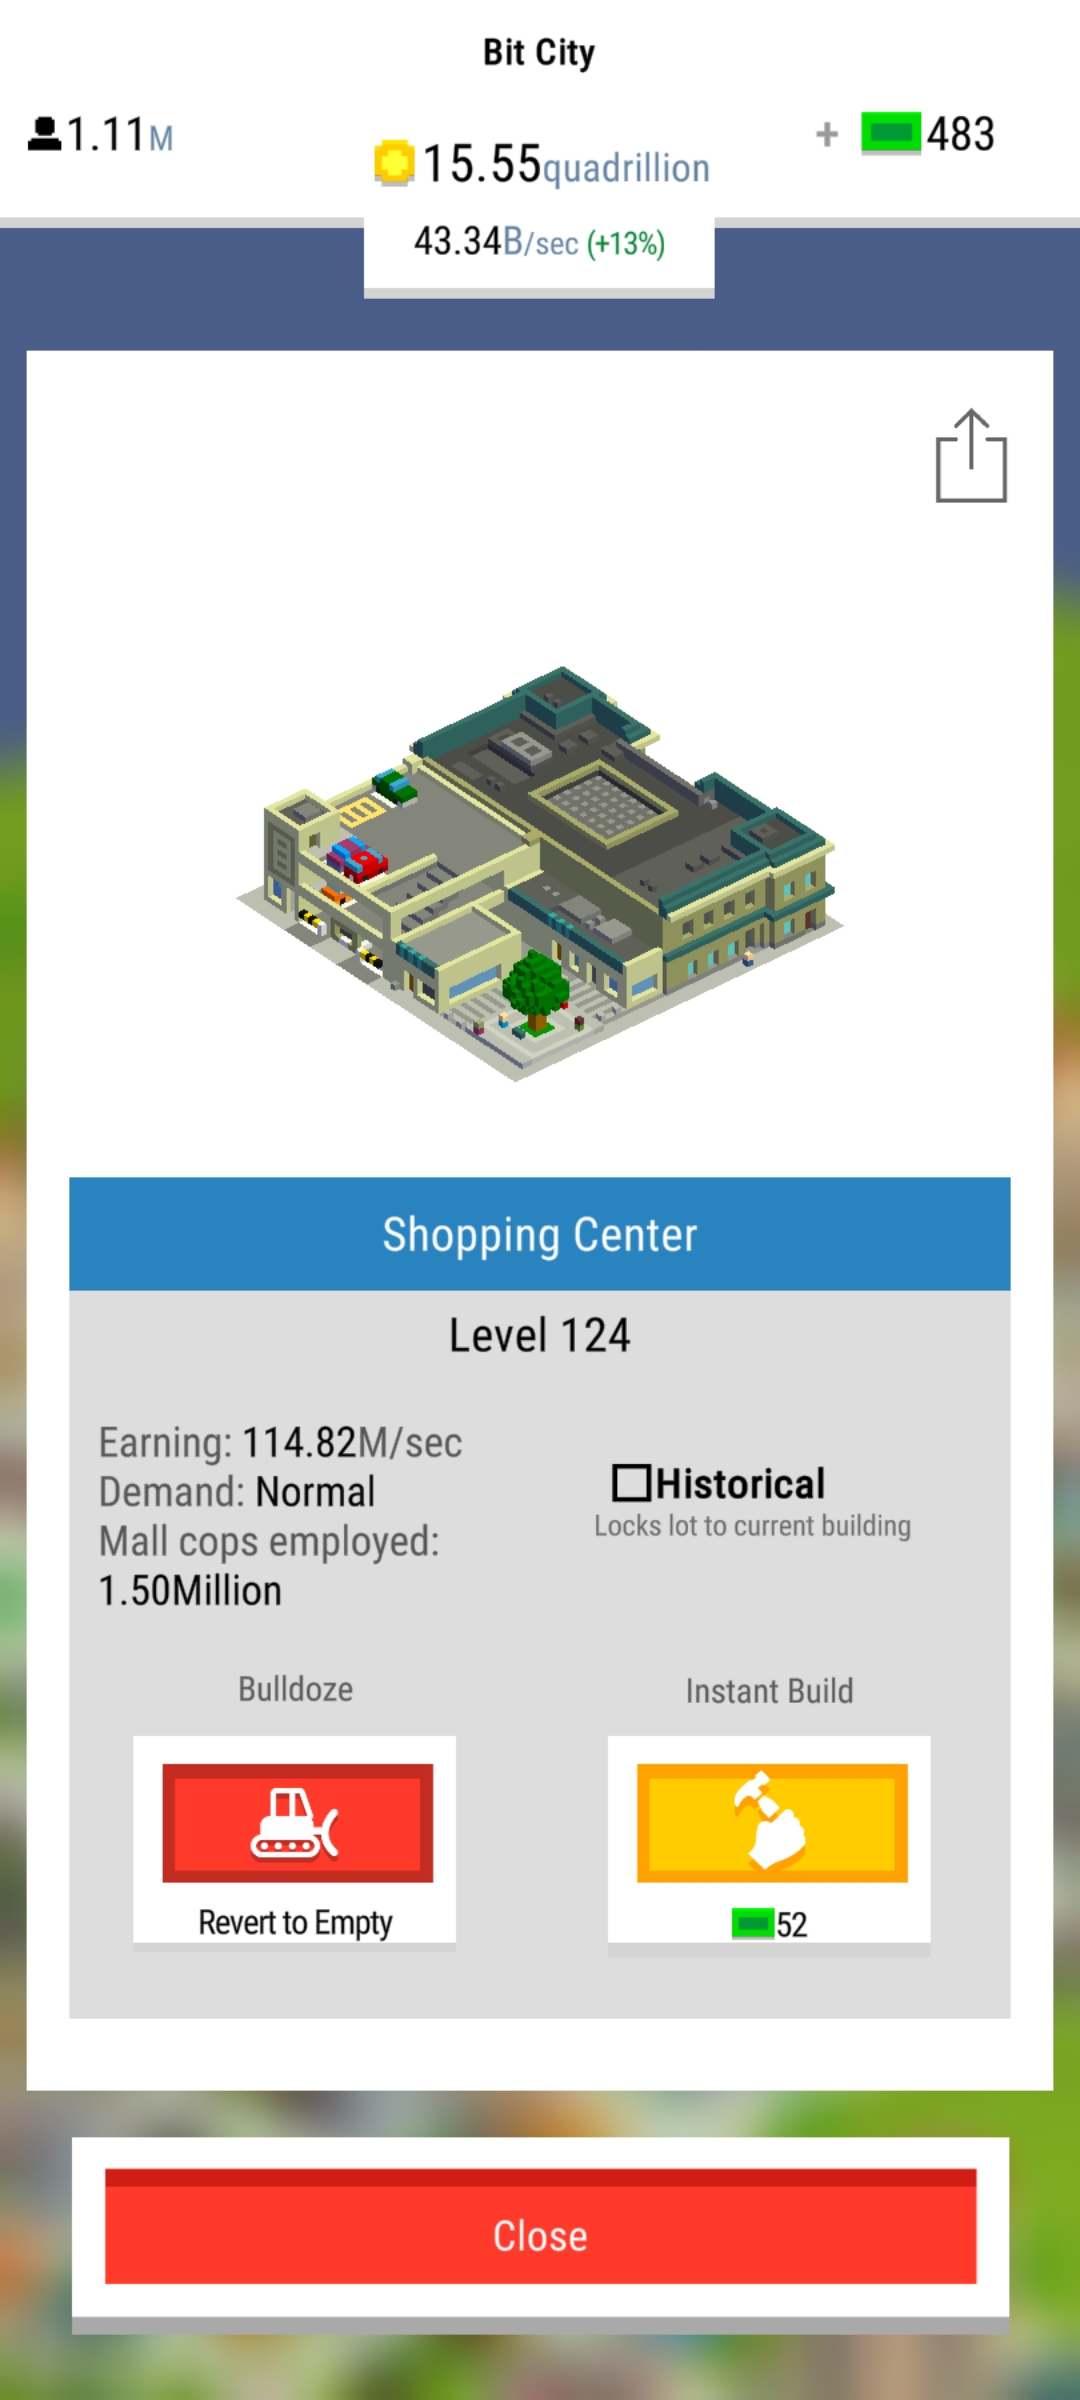 Bit City
1.11M
15.55quadrillion
+ 483
43.34B/sec (+13%)
Shopping Center
Level 124
Earning: 114.82M/sec
Demand: Normal
Mall cops employed:
1.50Million
Historical
Locks lot to current building
Bulldoze
Instant Build
Revert to Empty
52
Close